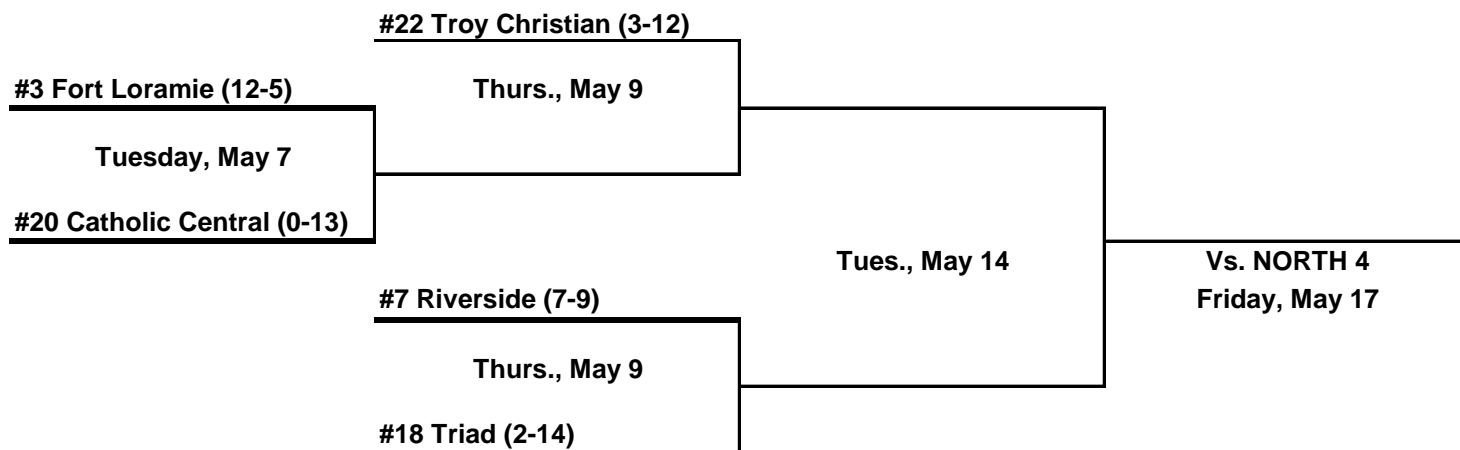 #22 Troy Christian (3-12)
#3 Fort Loramie (12-5)
Thurs., May 9
Tuesday, May 7
#20 Catholic Central (0-13)
Tues., May 14
Vs. NORTH 4
#7 Riverside (7-9)
Friday, May 17
Thurs., May 9
#18 Triad (2-14)